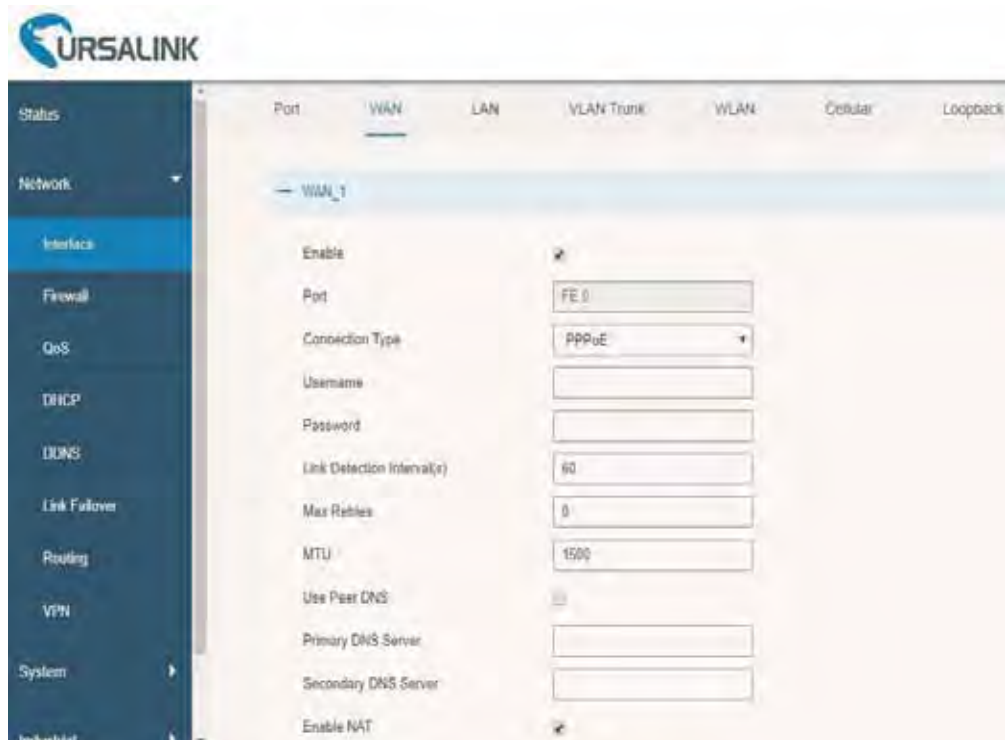 URSALINK
Status
Network
Interface
Firewall
QoS
DHCP
DDNS
Link Failover
Routing
VPN
System
Industrial
Port WAN LAN VLAN Trunk WLAN Cellular Loopback
— WAN_1
Enable
Port FE 0
Connection Type PPPoE
Username
Password
Link Detection Interval(s) 60
Max Retries 0
MTU 1500
Use Peer DNS
Primary DNS Server
Secondary DNS Server
Enable NAT